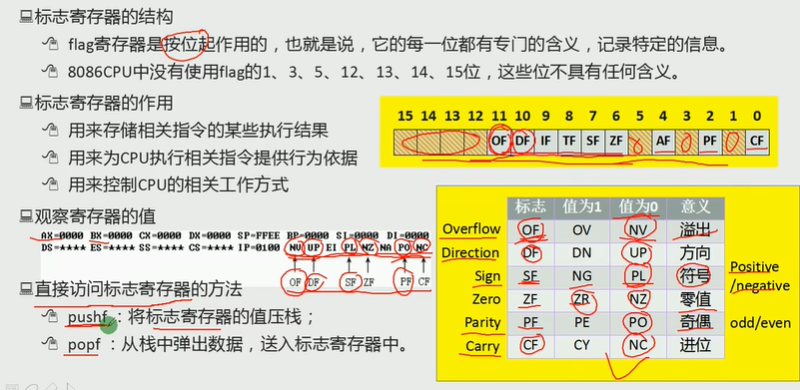 标志寄存器的结构
flag寄存器是按位起作用的，也就是说，它的每一位都有专门的含义，记录特定的信息。
8086CPU中没有使用flag的1、3、5、12、13、14、15位，这些位不具有任何含义。
标志寄存器的作用
用来存储相关指令的某些执行结果
用来为CPU执行相关指令提供行为依据
用来控制CPU的相关工作方式
15 14 13 12 11 10 9 8 7 6 5 4 3 2 1 0
OF DF IF TF SF ZF AF PF CF
观察寄存器的值
AX=0000 BX=0000 CX=0000 DX=0000 SP=FFEE BP=0000 SI=0000 DI=0000
DS=**** ES=**** SS=**** CS=**** IP=0100 NV UP EI PL NZ NA PO NC
OF DF SF ZF PF CF
直接访问标志寄存器的方法
pushf：将标志寄存器的值压栈；
popf：从栈中弹出数据，送入标志寄存器中。
标志 值为1 值为0 意义
Overflow OF OV NV 溢出
Direction DF DN UP 方向
Sign SF NG PL 符号 Positive
/negative
Zero ZF ZR NZ 零值
Parity PF PE PO 奇偶 odd/even
Carry CF CY NC 进位